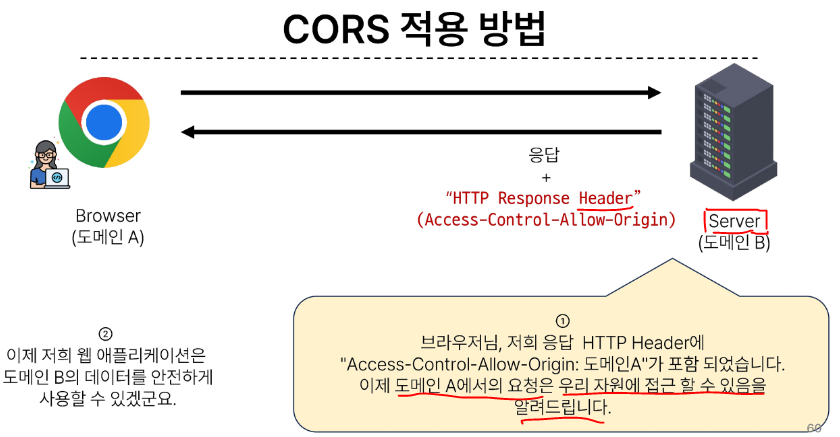 CORS 적용 방법
응답
+
“HTTP Response Header”
(Access-Control-Allow-Origin)
Browser
(도메인 A)
Server
(도메인 B)
①
브라우저님, 저희 응답 HTTP Header에
"Access-Control-Allow-Origin: 도메인A"가 포함 되었습니다.
이제 도메인 A에서의 요청은 우리 자원에 접근 할 수 있음을
알려드립니다.
②
이제 저희 웹 애플리케이션은
도메인 B의 데이터를 안전하게
사용할 수 있겠군요.
60